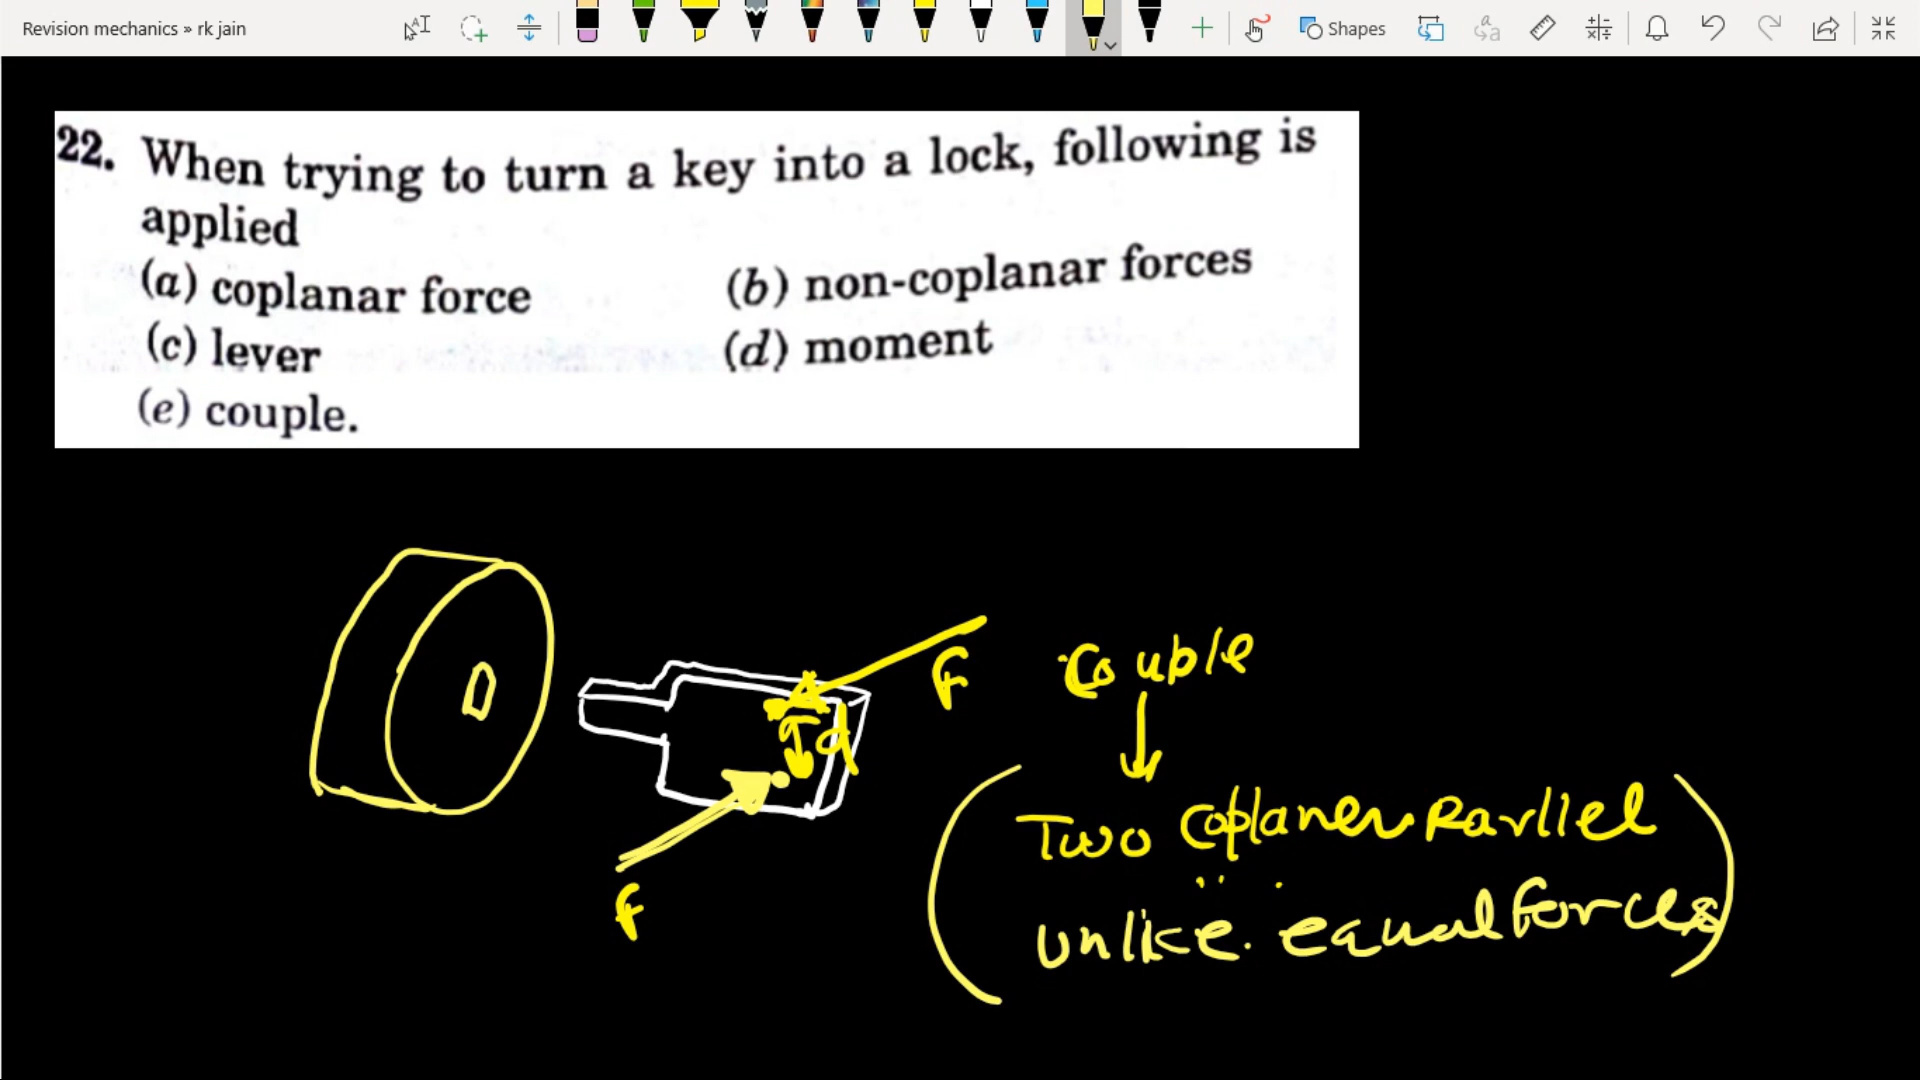 Revision mechanics » rk jain
Shapes
22. When trying to turn a key into a lock, following is
applied
(a) coplanar force (b) non-coplanar forces
(c) lever (d) moment
(e) couple.
F
Couple
d
Two Coplaner Parllel
F
unlike. equal forces